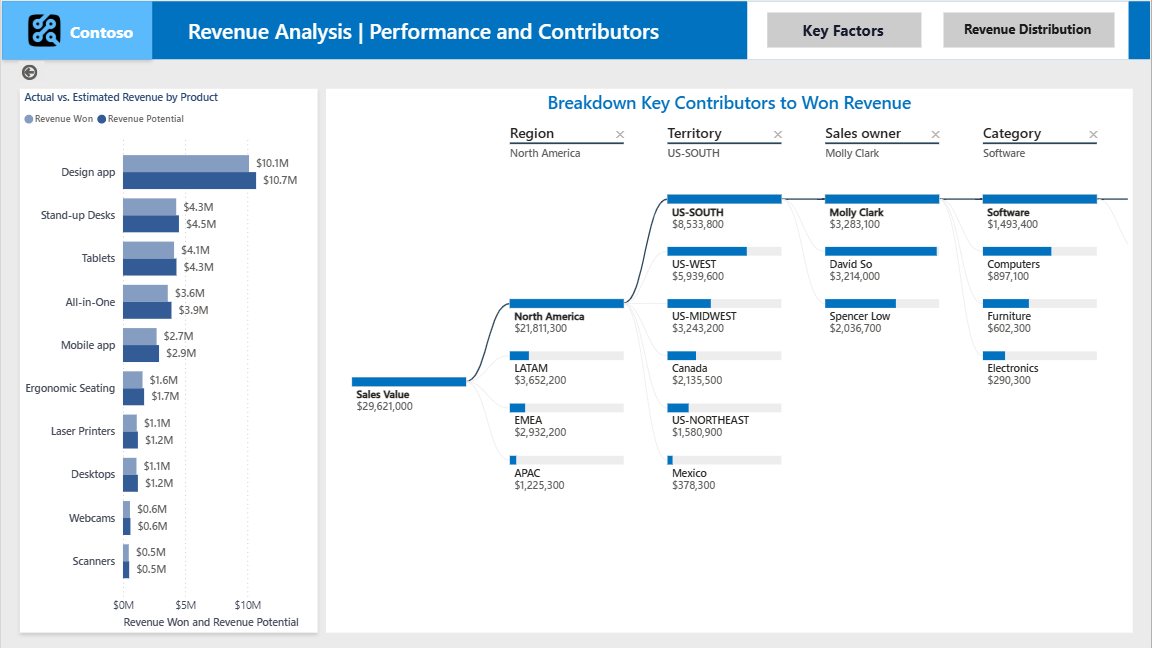 Contoso
Revenue Analysis | Performance and Contributors
Key Factors
Revenue Distribution
Actual vs. Estimated Revenue by Product
Revenue Won
Revenue Potential
Design app
$10.1M
$10.7M
Stand-up Desks
$4.3M
$4.5M
Tablets
$4.1M
$4.3M
All-in-One
$3.6M
$3.9M
Mobile app
$2.7M
$2.9M
Ergonomic Seating
$1.6M
$1.7M
Laser Printers
$1.1M
$1.2M
Desktops
$1.1M
$1.2M
Webcams
$0.6M
$0.6M
Scanners
$0.5M
$0.5M
$0M
$5M
$10M
Revenue Won and Revenue Potential
Breakdown Key Contributors to Won Revenue
Region
North America
Territory
US-SOUTH
Sales owner
Molly Clark
Category
Software
Sales Value
$29,621,000
North America
$21,811,300
LATAM
$3,652,200
EMEA
$2,932,200
APAC
$1,225,300
US-SOUTH
$8,533,800
US-WEST
$5,939,600
US-MIDWEST
$3,243,200
Canada
$2,135,500
US-NORTHEAST
$1,580,900
Mexico
$378,300
Molly Clark
$3,283,100
David So
$3,214,000
Spencer Low
$2,036,700
Software
$1,493,400
Computers
$897,100
Furniture
$602,300
Electronics
$290,300